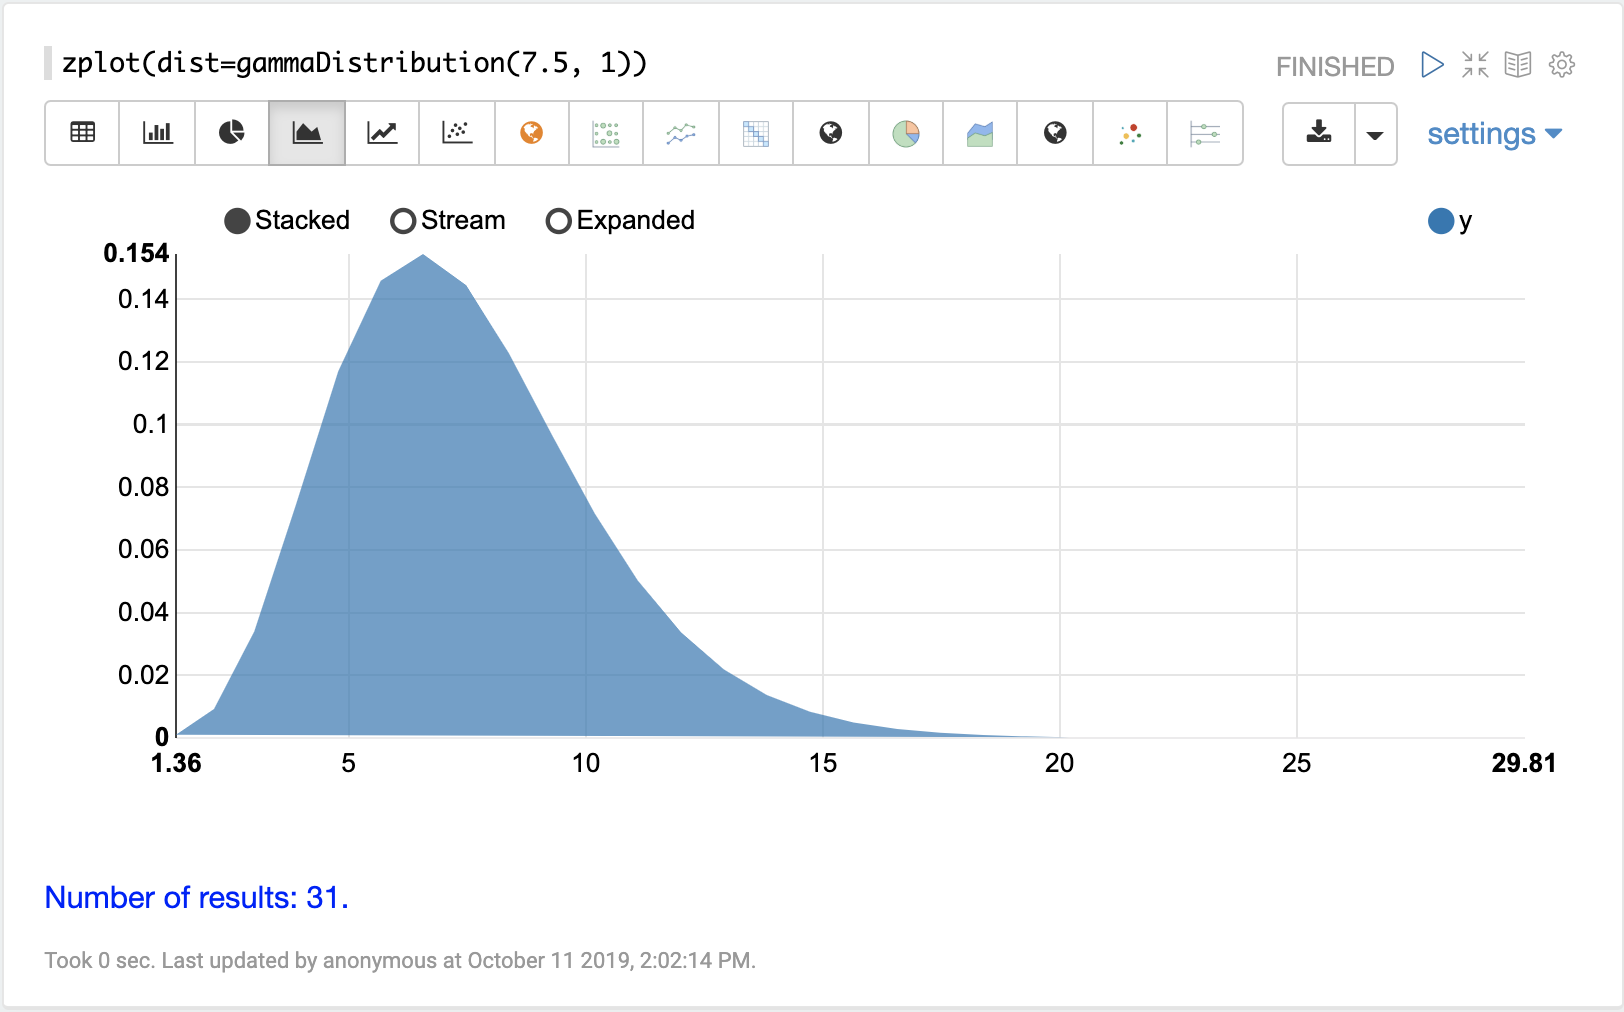 zplot(dist=gammaDistribution(7.5, 1))
FINISHED
settings
Stacked Stream Expanded
y
0.154
0.14
0.12
0.1
0.08
0.06
0.04
0.02
0
1.36 5 10 15 20 25 29.81
Number of results: 31.
Took 0 sec. Last updated by anonymous at October 11 2019, 2:02:14 PM.